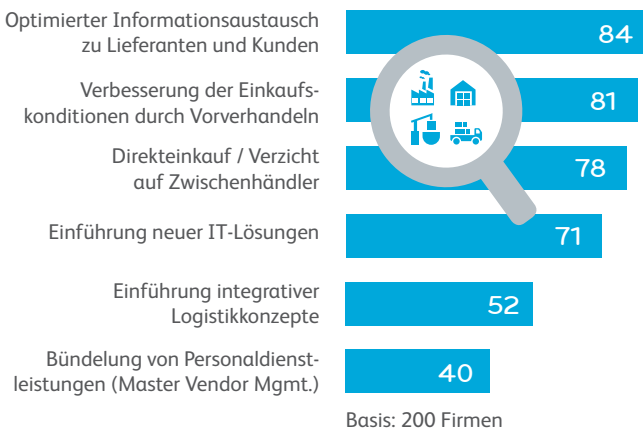 Optimierter Informationsaustausch
zu Lieferanten und Kunden
84
Verbesserung der Einkaufs-
konditionen durch Vorverhandeln
81
Direkteinkauf / Verzicht
auf Zwischenhändler
78
Einführung neuer IT-Lösungen
71
Einführung integrativer
Logistikkonzepte
52
Bündelung von Personaldienst-
leistungen (Master Vendor Mgmt.)
40
Basis: 200 Firmen